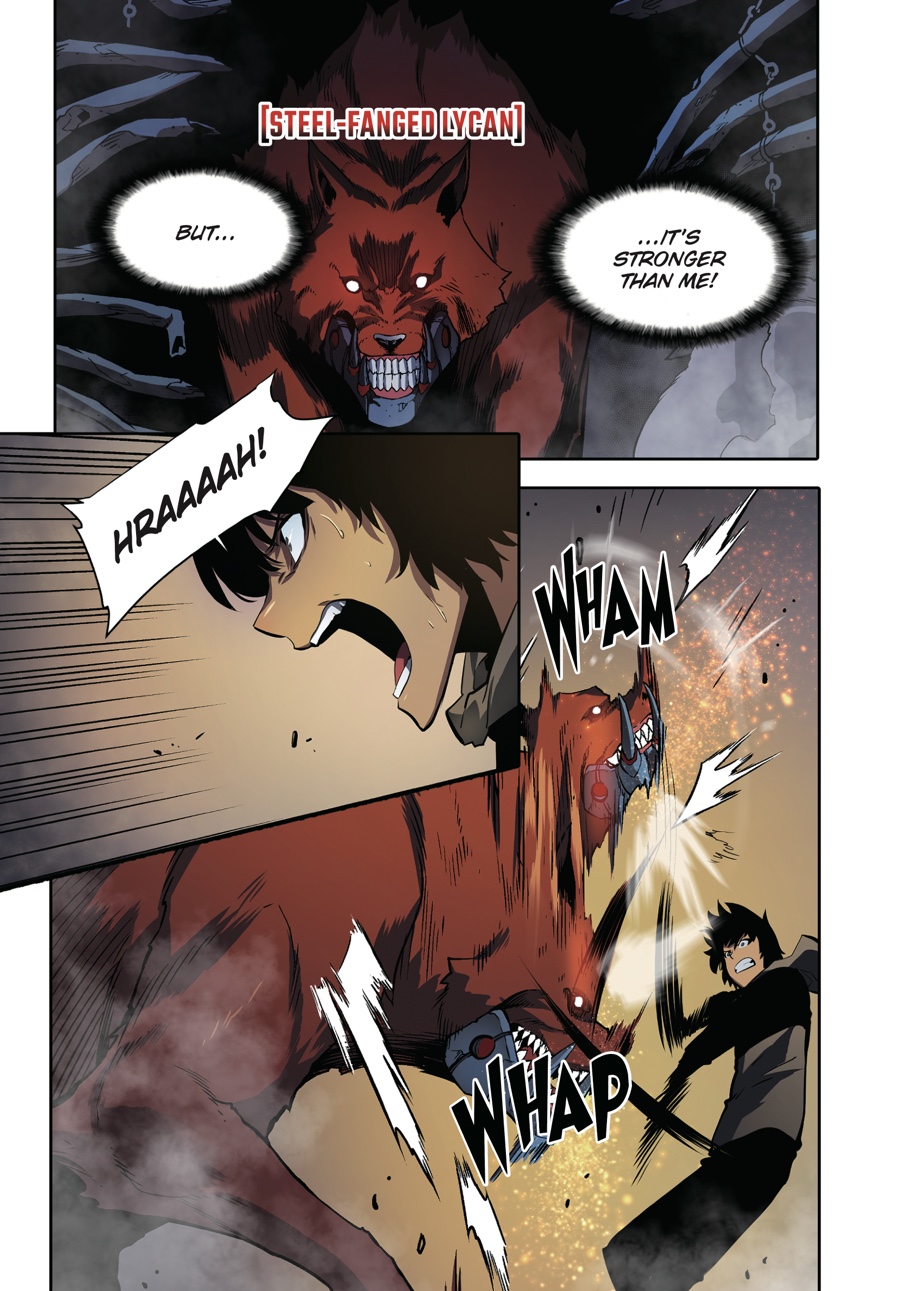 [STEEL-FANGED LYCAN]
BUT...
...IT'S
STRONGER
THAN ME!
HRAAAAH!
WHAM
WHAP